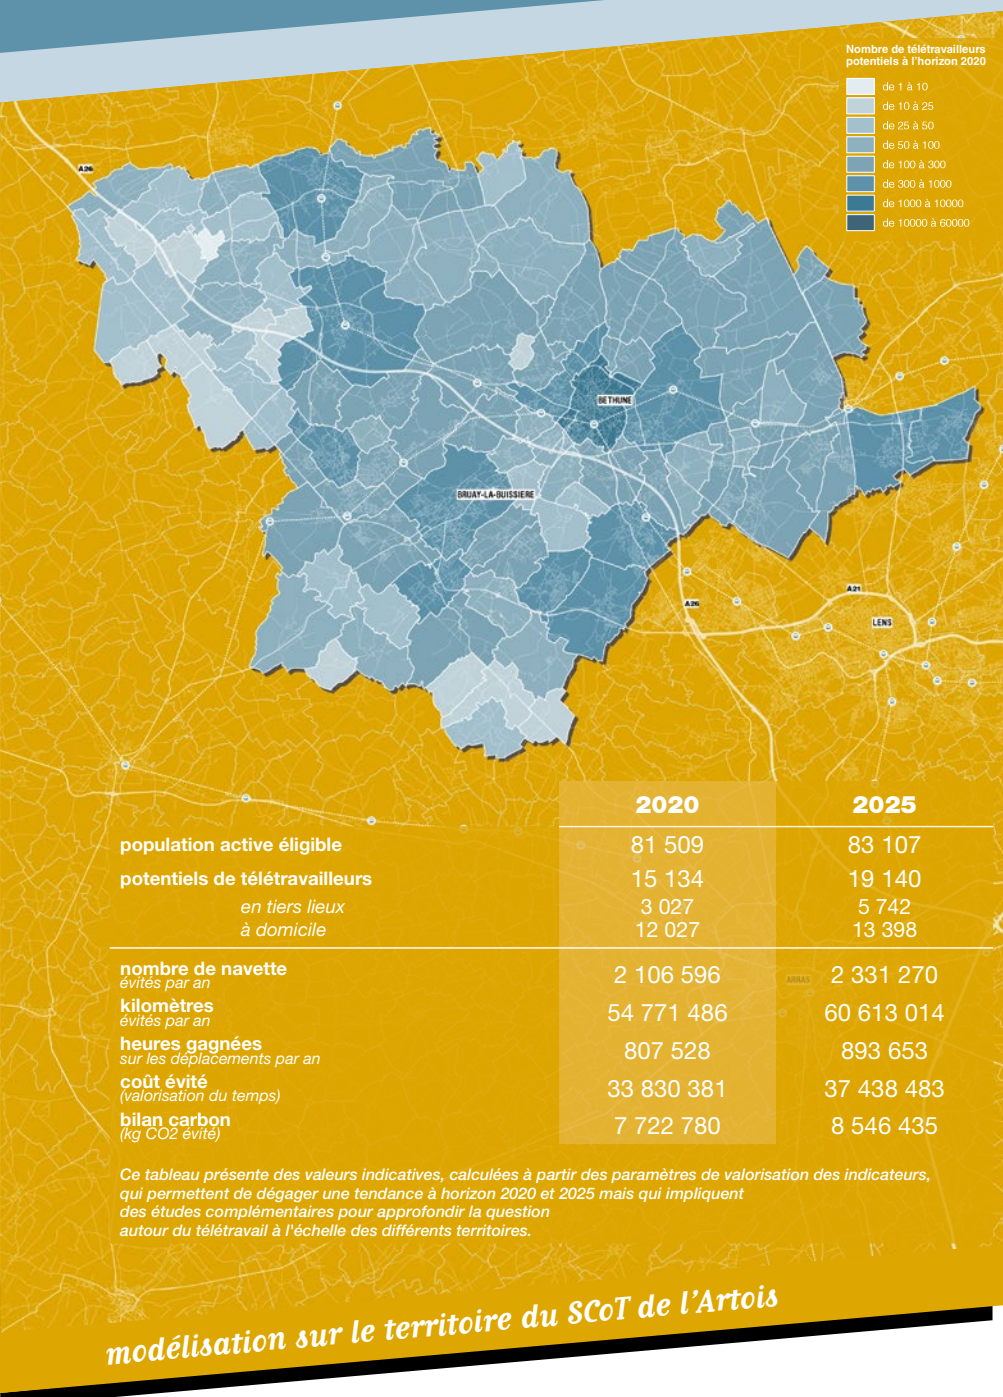 Nombre de télétravailleurs
potentiels à l'horizon 2020
de 1 à 10
de 10 à 25
de 25 à 50
de 50 à 100
de 100 à 300
de 300 à 1000
de 1000 à 10000
de 10000 à 60000
A26
BETHUNE
BRUAY-LA-BUISSIERE
A21
A26
LENS
2020 2025
population active éligible 81 509 83 107
potentiels de télétravailleurs 15 134 19 140
en tiers lieux 3 027 5 742
à domicile 12 027 13 398
nombre de navette 2 106 596 2 331 270
évités par an
ARRAS
kilomètres 54 771 486 60 613 014
évités par an
heures gagnées 807 528 893 653
sur les déplacements par an
coût évité 33 830 381 37 438 483
(valorisation du temps)
bilan carbon 7 722 780 8 546 435
(kg CO2 évité)
Ce tableau présente des valeurs indicatives, calculées à partir des paramètres de valorisation des indicateurs,
qui permettent de dégager une tendance à horizon 2020 et 2025 mais qui impliquent
des études complémentaires pour approfondir la question
autour du télétravail à l'échelle des différents territoires.
modélisation sur le territoire du SCoT de l'Artois